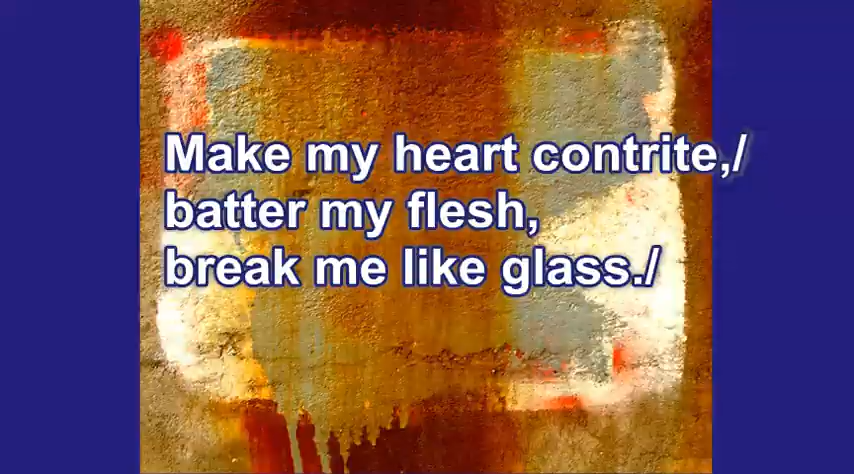 Make my heart contrite,/
batter my flesh,
break me like glass./